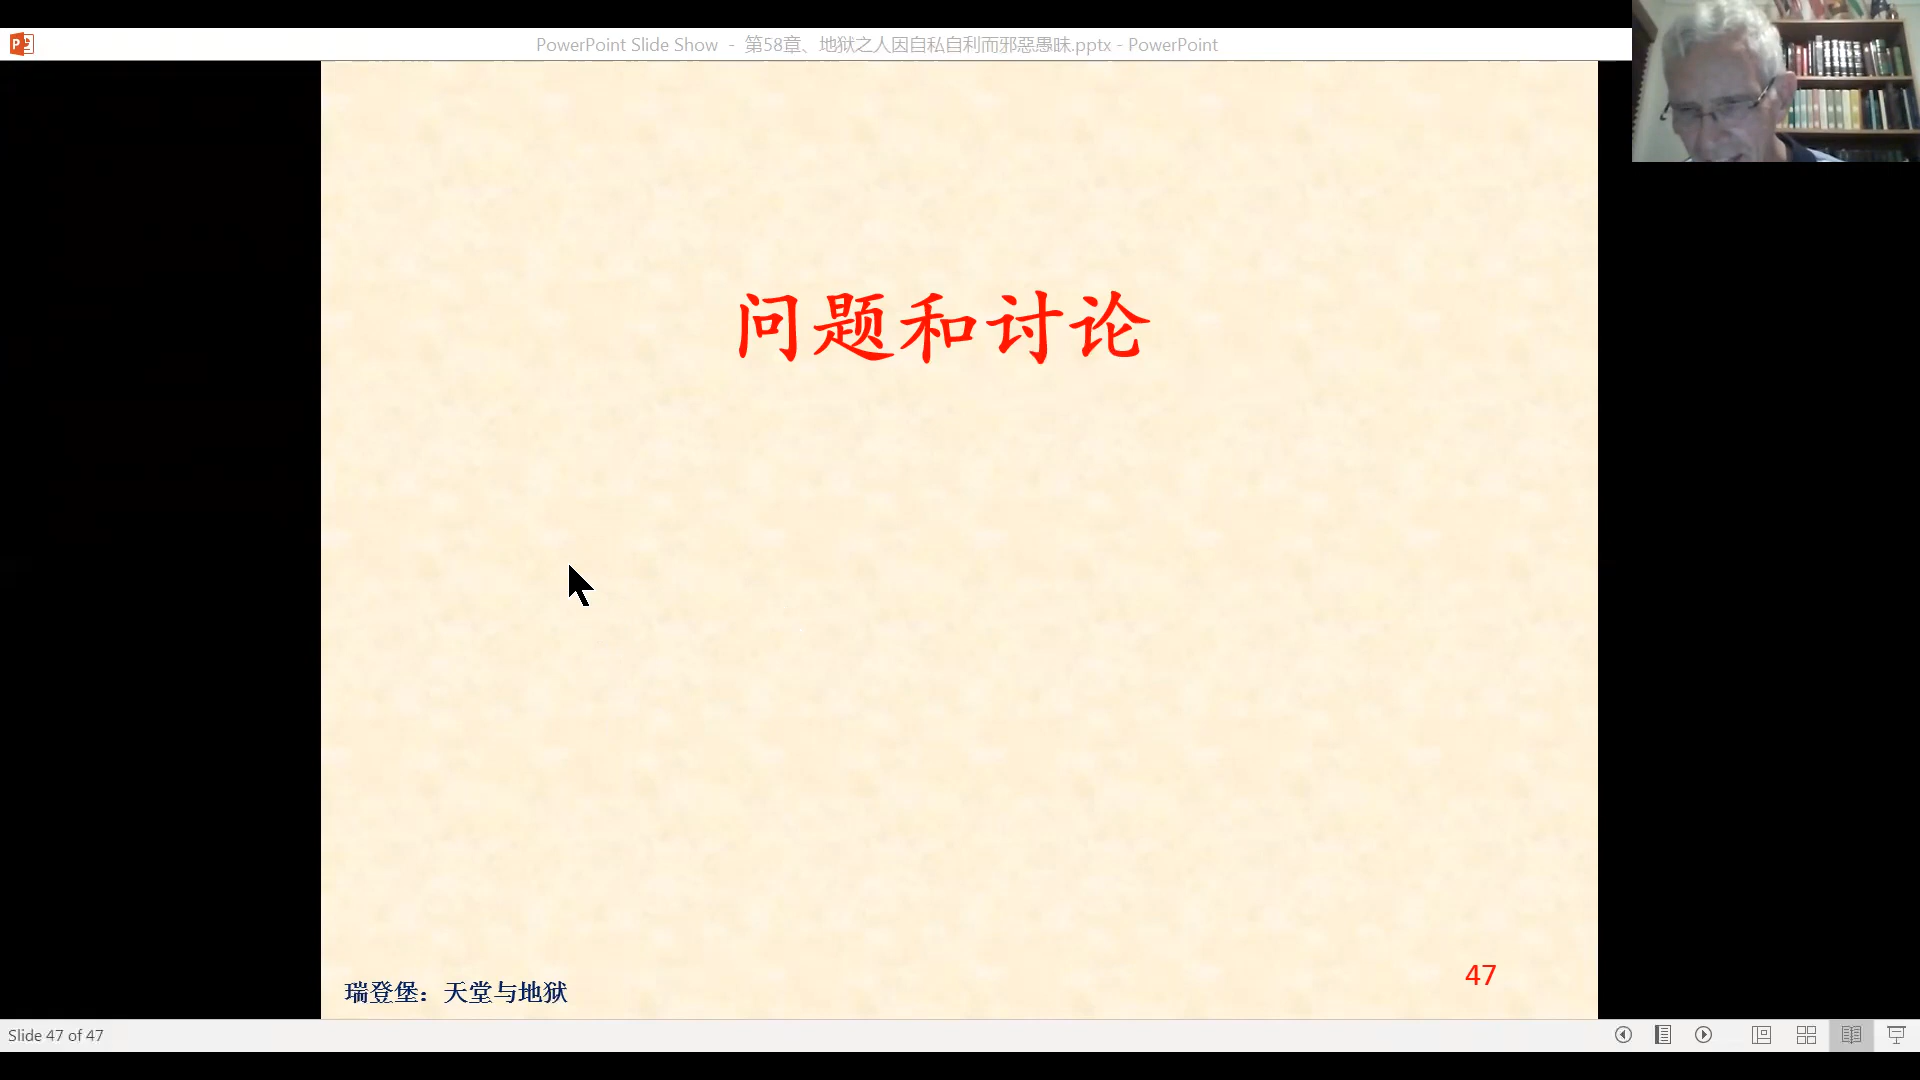 PowerPoint Slide Show - 第58章、地狱之人因自私自利而邪惡愚昧.pptx - PowerPoint
问题和讨论
瑞登堡：天堂与地狱
47
Slide 47 of 47